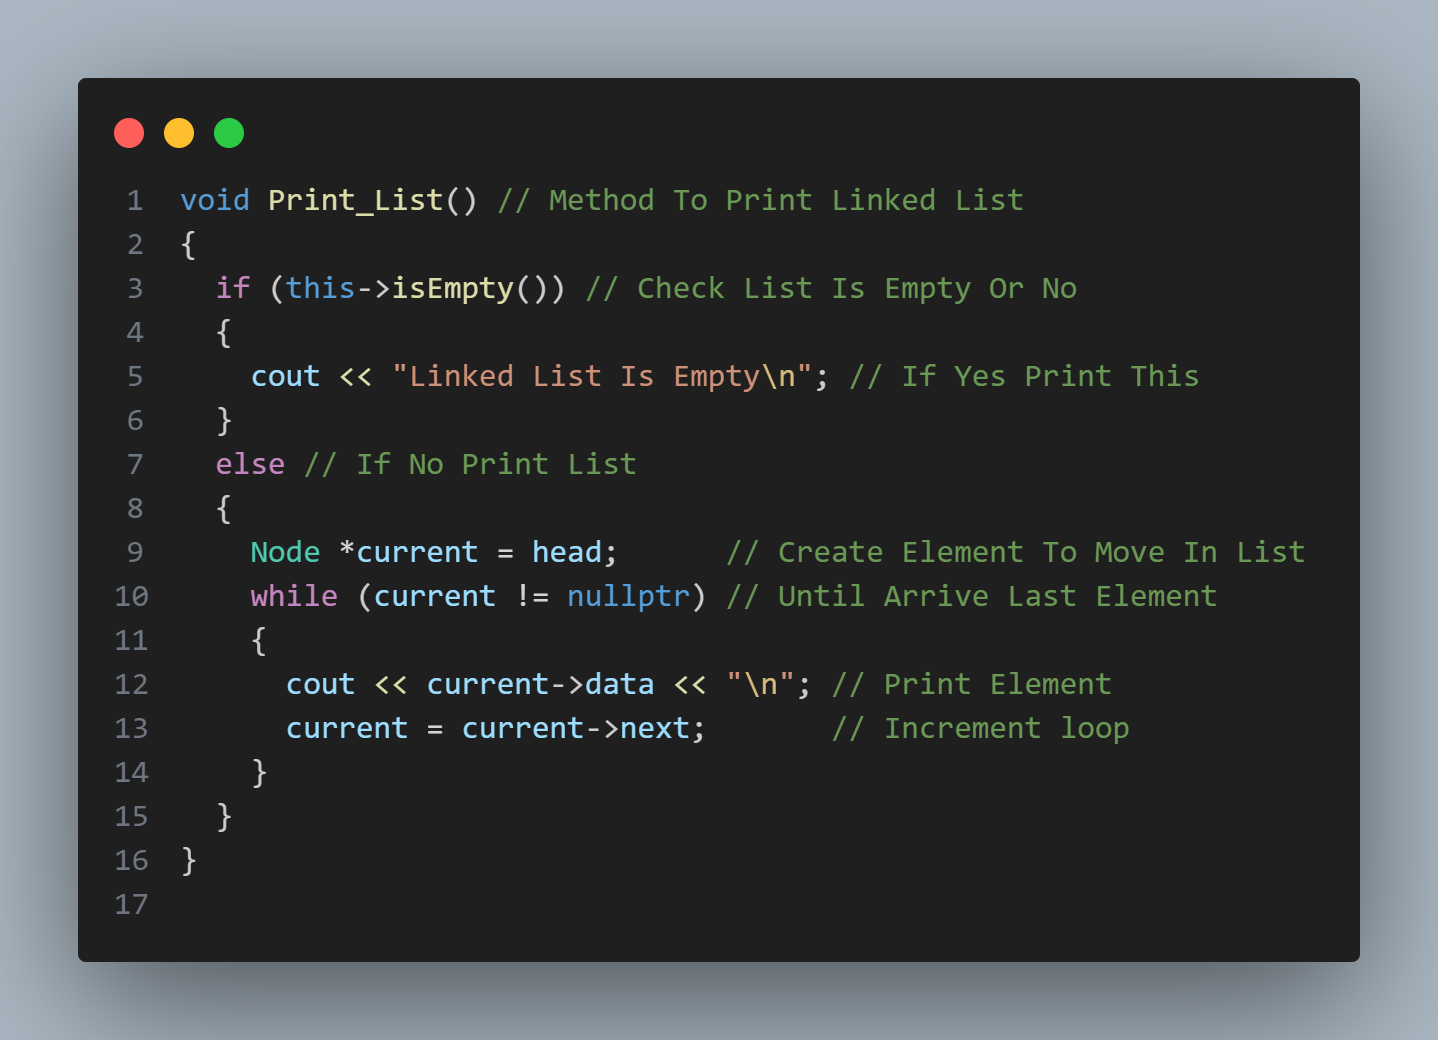 1 void Print_List() // Method To Print Linked List
2 {
3   if (this->isEmpty()) // Check List Is Empty Or No
4   {
5     cout << "Linked List Is Empty\n"; // If Yes Print This
6   }
7   else // If No Print List
8   {
9     Node *current = head;      // Create Element To Move In List
10     while (current != nullptr) // Until Arrive Last Element
11     {
12       cout << current->data << "\n"; // Print Element
13       current = current->next;       // Increment loop
14     }
15   }
16 }
17